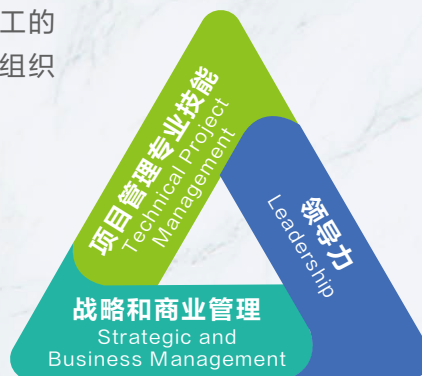 工的
组织
项目管理专业技能
Technical Project
Management
领导力
Leadership
战略和商业管理
Strategic and
Business Management